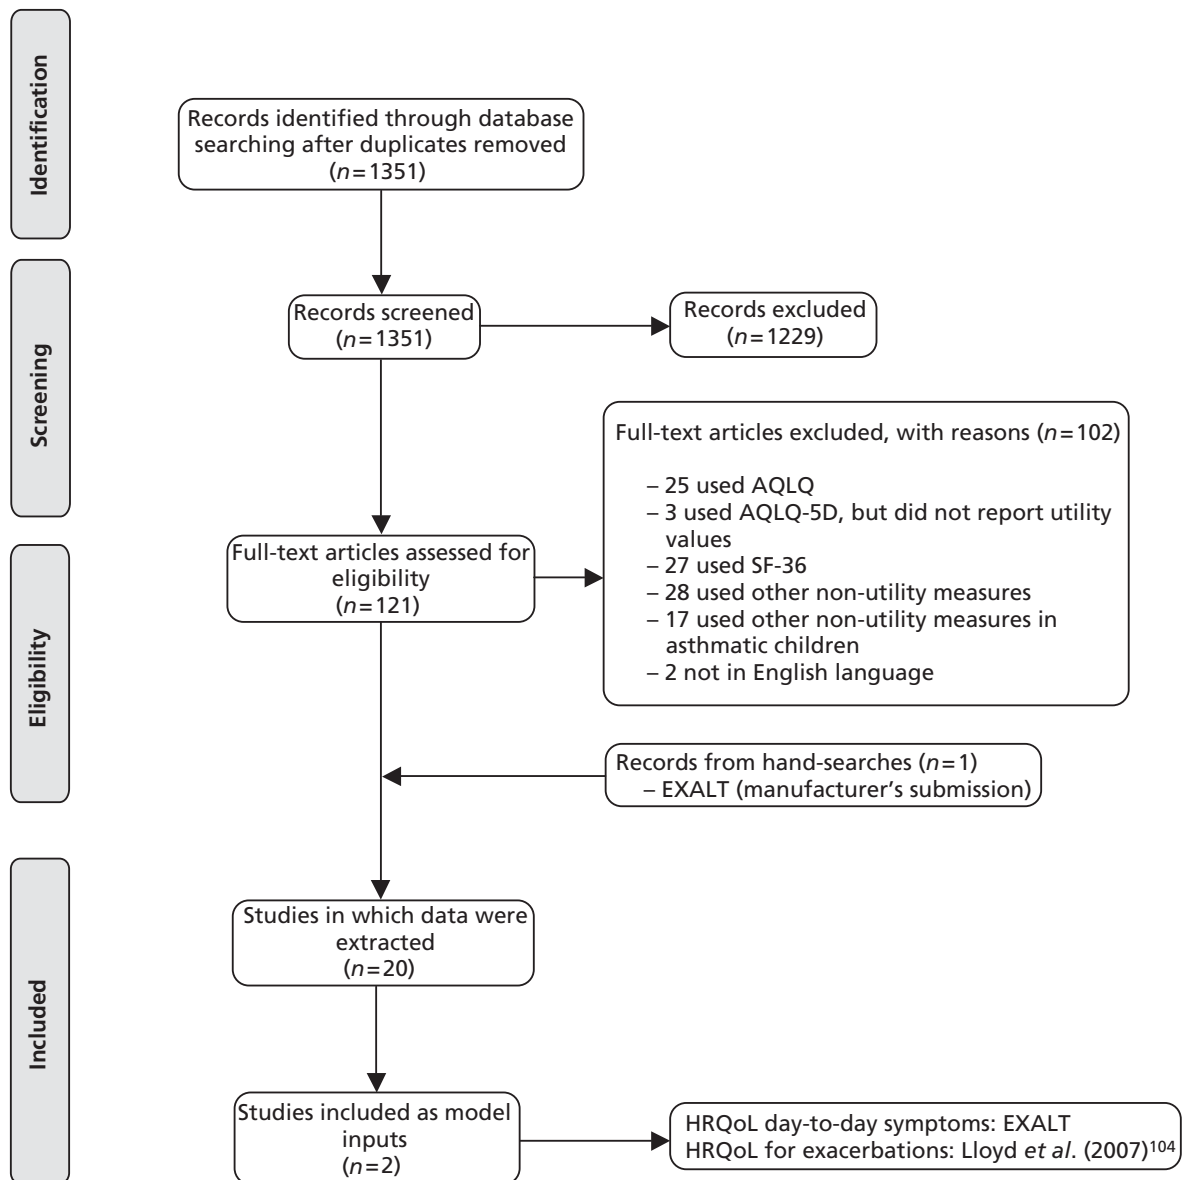 Identification
Records identified through database
searching after duplicates removed
(n=1351)
Screening
Records screened
(n=1351)
Records excluded
(n=1229)
Full-text articles excluded, with reasons (n=102)
– 25 used AQLQ
– 3 used AQLQ-5D, but did not report utility
values
– 27 used SF-36
– 28 used other non-utility measures
– 17 used other non-utility measures in
asthmatic children
– 2 not in English language
Eligibility
Full-text articles assessed for
eligibility
(n=121)
Records from hand-searches (n=1)
– EXALT (manufacturer's submission)
Included
Studies in which data were
extracted
(n=20)
Studies included as model
inputs
(n=2)
HRQoL day-to-day symptoms: EXALT
HRQoL for exacerbations: Lloyd et al. (2007)104